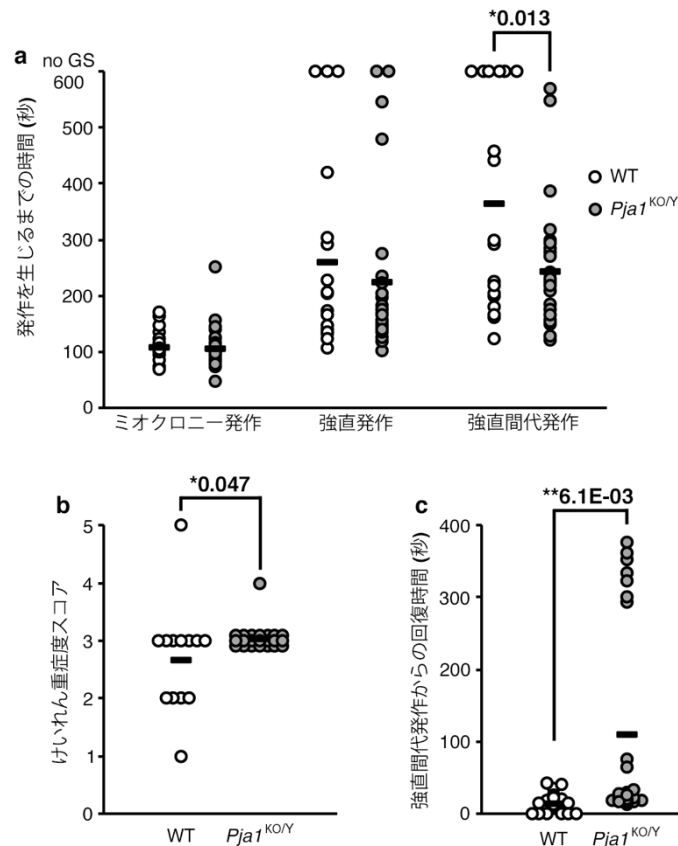 a
no GS
*0.013
600
500
400
300
200
100
0
発作を生じるまでの時間 (秒)
WT
Pja1KO/Y
ミオクロニー発作
強直発作
強直間代発作
b
*0.047
5
4
3
2
1
0
けいれん重症度スコア
WT
Pja1KO/Y
c
**6.1E-03
400
300
200
100
0
強直間代発作からの回復時間 (秒)
WT
Pja1KO/Y